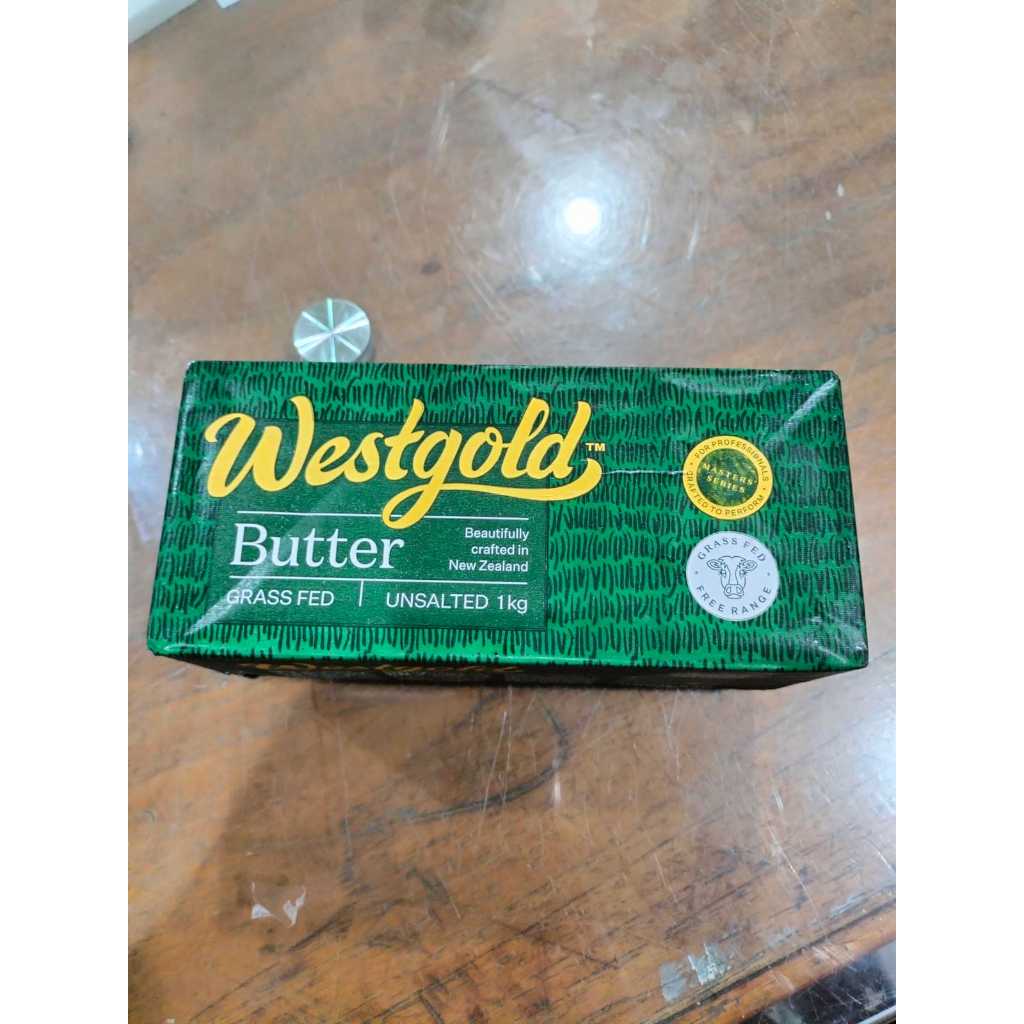 Westgold™
Butter
Beautifully
crafted in
New Zealand
GRASS FED
UNSALTED 1kg
FOR PROFESSIONALS
MASTERS
SERIES
CRAFTED TO PERFORM
GRASS FED
FREE RANGE